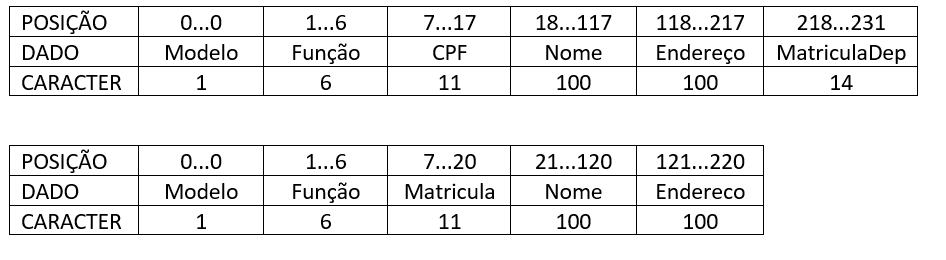 POSIÇÃO 0...0 1...6 7...17 18...117 118...217 218...231
DADO Modelo Função CPF Nome Endereço MatriculaDep
CARACTER 1 6 11 100 100 14
POSIÇÃO 0...0 1...6 7...20 21...120 121...220
DADO Modelo Função Matricula Nome Endereco
CARACTER 1 6 11 100 100